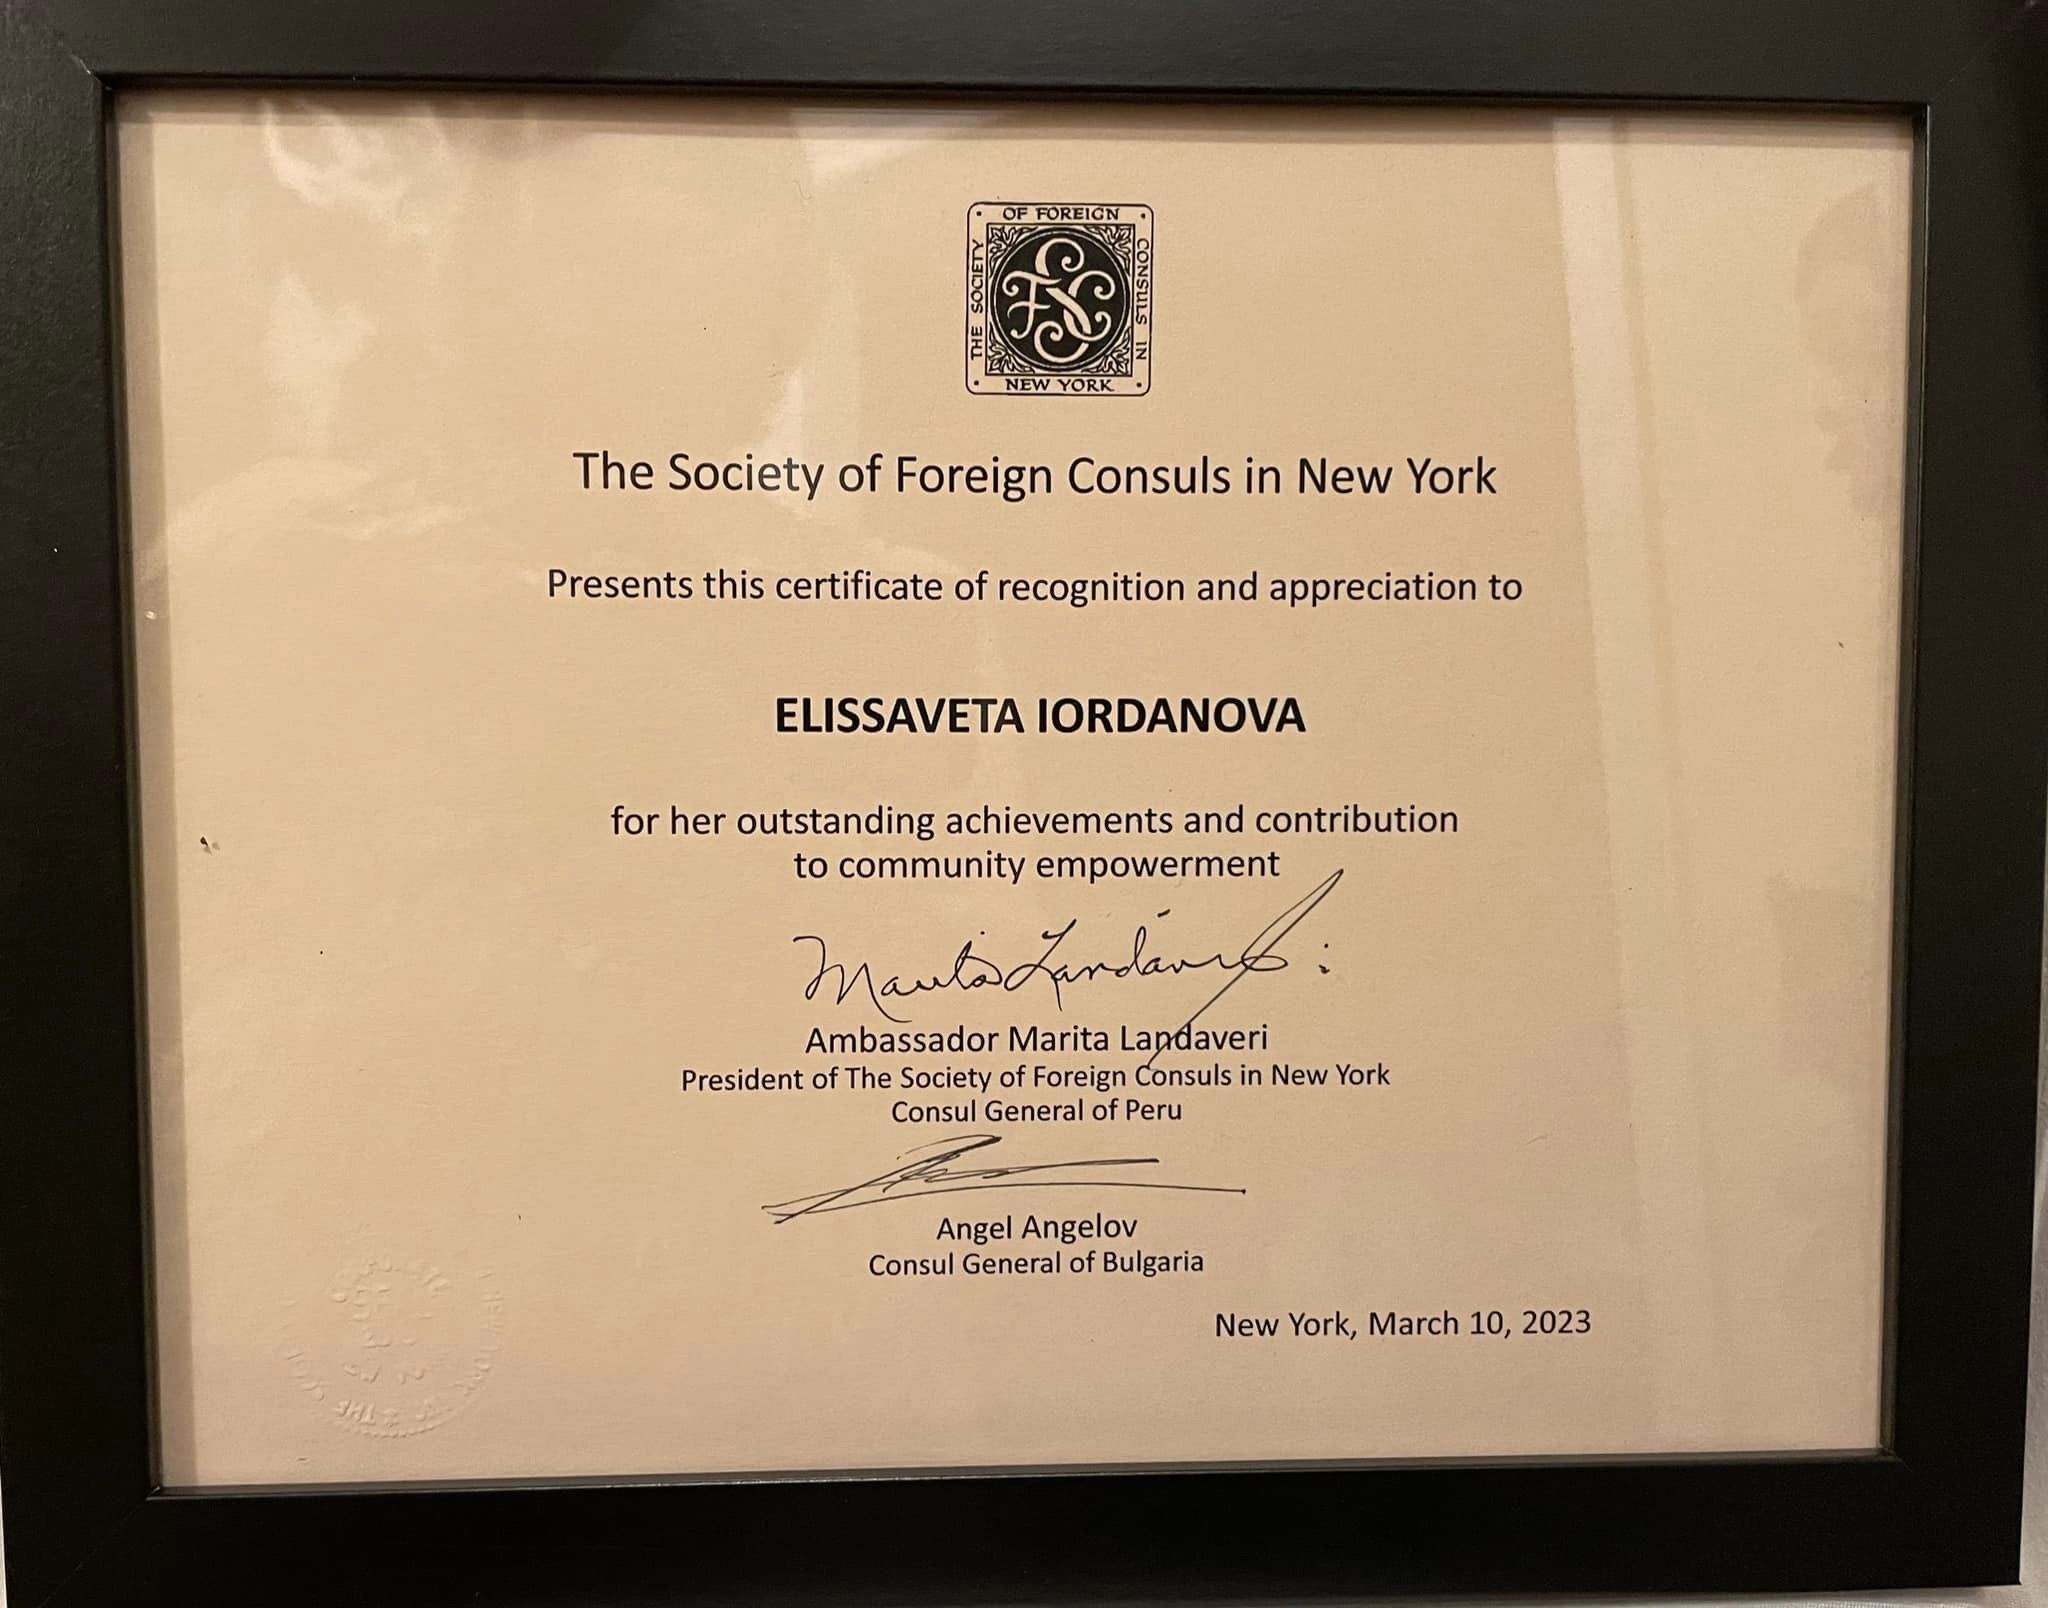 OF FOREIGN
THE SOCIETY
CONSULS IN
NEW YORK
FSC
The Society of Foreign Consuls in New York
Presents this certificate of recognition and appreciation to
ELISSAVETA IORDANOVA
for her outstanding achievements and contribution
to community empowerment
Ambassador Marita Landaveri
President of The Society of Foreign Consuls in New York
Consul General of Peru
Angel Angelov
Consul General of Bulgaria
New York, March 10, 2023